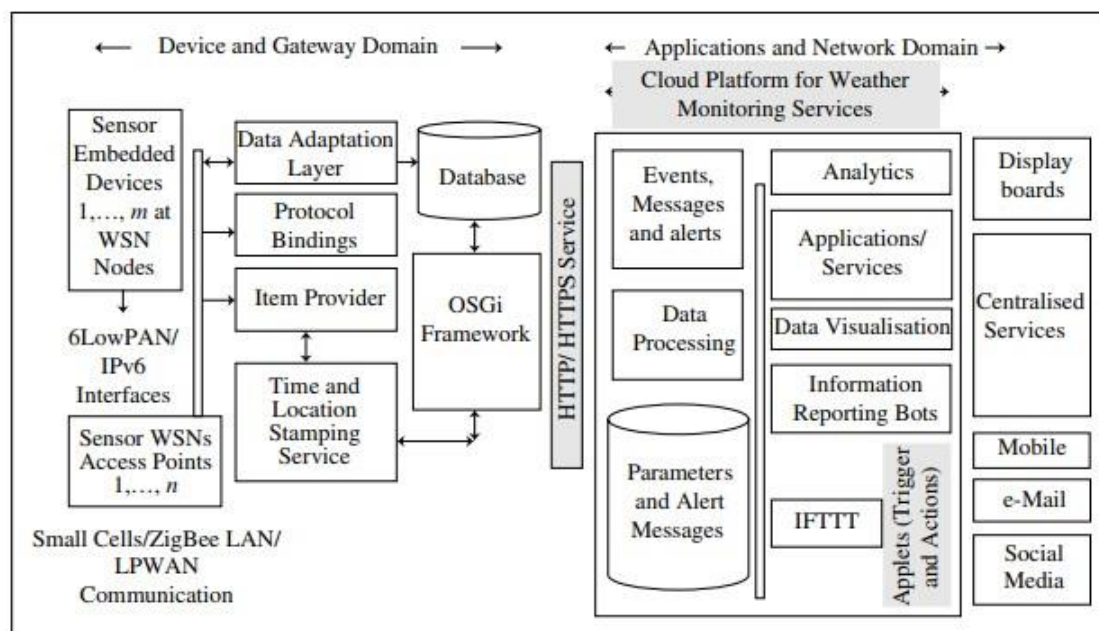 Device and Gateway Domain
Applications and Network Domain
Cloud Platform for Weather
Monitoring Services
Sensor
Embedded
Devices
1,…, m at
WSN
Nodes
6LowPAN/
IPv6
Interfaces
Sensor WSNs
Access Points
1,…, n
Small Cells/ZigBee LAN/
LPWAN
Communication
Data Adaptation
Layer
Protocol
Bindings
Item Provider
Time and
Location
Stamping
Service
Database
OSGi
Framework
HTTP/ HTTPS Service
Events,
Messages
and alerts
Data
Processing
Parameters
and Alert
Messages
Analytics
Applications/
Services
Data Visualisation
Information
Reporting Bots
IFTTT
Applets (Trigger
and Actions)
Display
boards
Centralised
Services
Mobile
e-Mail
Social
Media